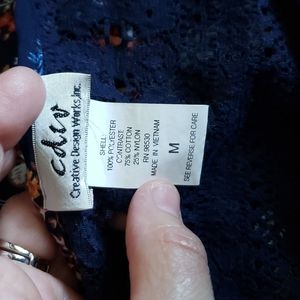 cdw
Creative Design Works, Inc.
SHELL:
100% POLYESTER
CONTRAST:
75% COTTON
25% NYLON
RN 98530
MADE IN VIETNAM
M
SEE REVERSE FOR CARE